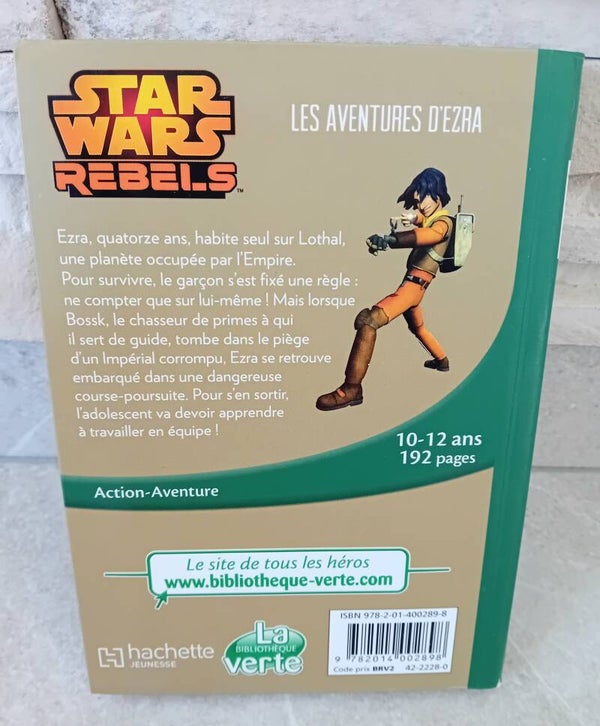 STAR
WARS
REBELS™
LES AVENTURES D'EZRA
Ezra, quatorze ans, habite seul sur Lothal,
une planète occupée par l'Empire.
Pour survivre, le garçon s'est fixé une règle :
ne compter que sur lui-même ! Mais lorsque
Bossk, le chasseur de primes à qui
il sert de guide, tombe dans le piège
d'un Impérial corrompu, Ezra se retrouve
embarqué dans une dangereuse
course-poursuite. Pour s'en sortir,
l'adolescent va devoir apprendre
à travailler en équipe !
10-12 ans
192 pages
Action-Aventure
Le site de tous les héros
www.bibliotheque-verte.com
hachette
JEUNESSE
La
BIBLIOTHÈQUE
verte
ISBN 978-2-01-400289-8
9 782014 002898
Code prix BRV2 42-2228-0